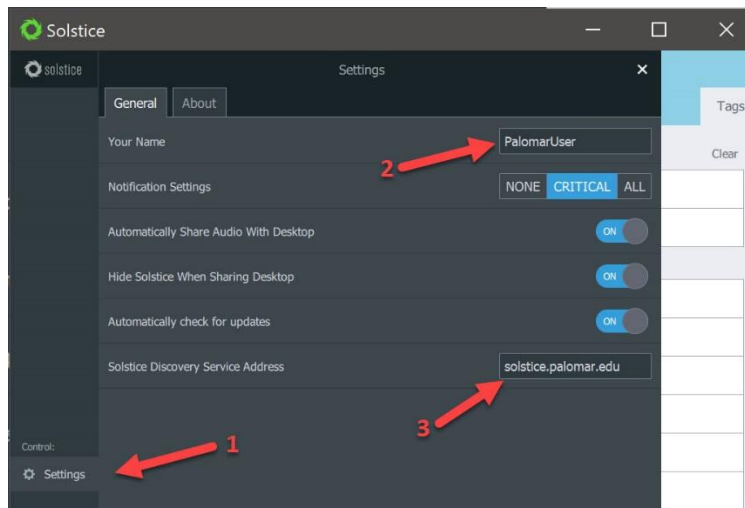 Solstice
solstice
Settings
General
About
Tags
Your Name
PalomarUser
2
Clear
Notification Settings
NONE CRITICAL ALL
Automatically Share Audio With Desktop
ON
Hide Solstice When Sharing Desktop
ON
Automatically check for updates
ON
Solstice Discovery Service Address
solstice.palomar.edu
3
Control:
1
Settings